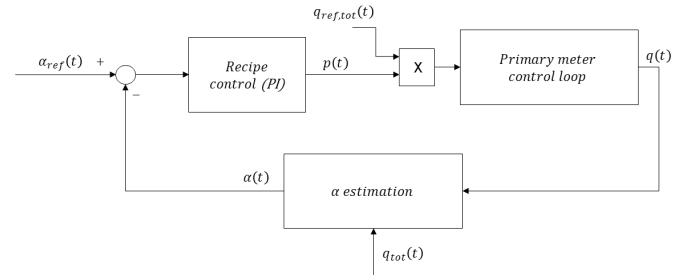 q_{ref,tot}(t)
α_{ref}(t) +
−
Recipe
control (PI)
p(t)
X
Primary meter
control loop
q(t)
α(t)
α estimation
q_{tot}(t)